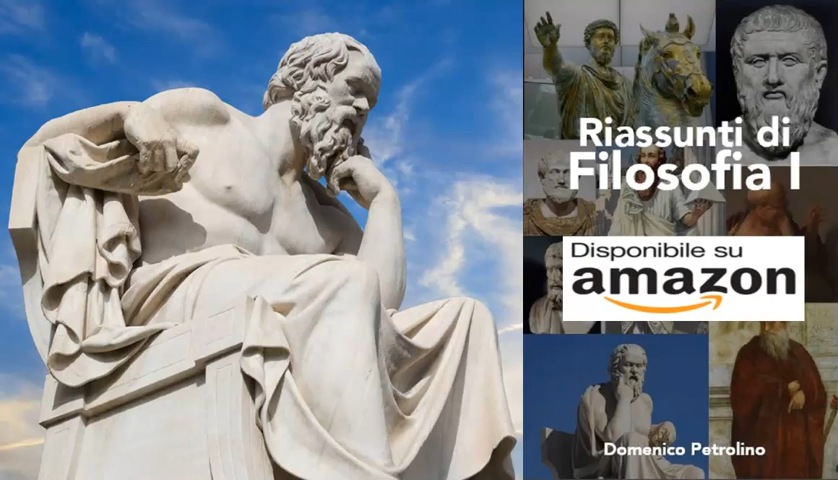 Riassunti di
Filosofia I
Disponibile su
amazon
Domenico Petrolino